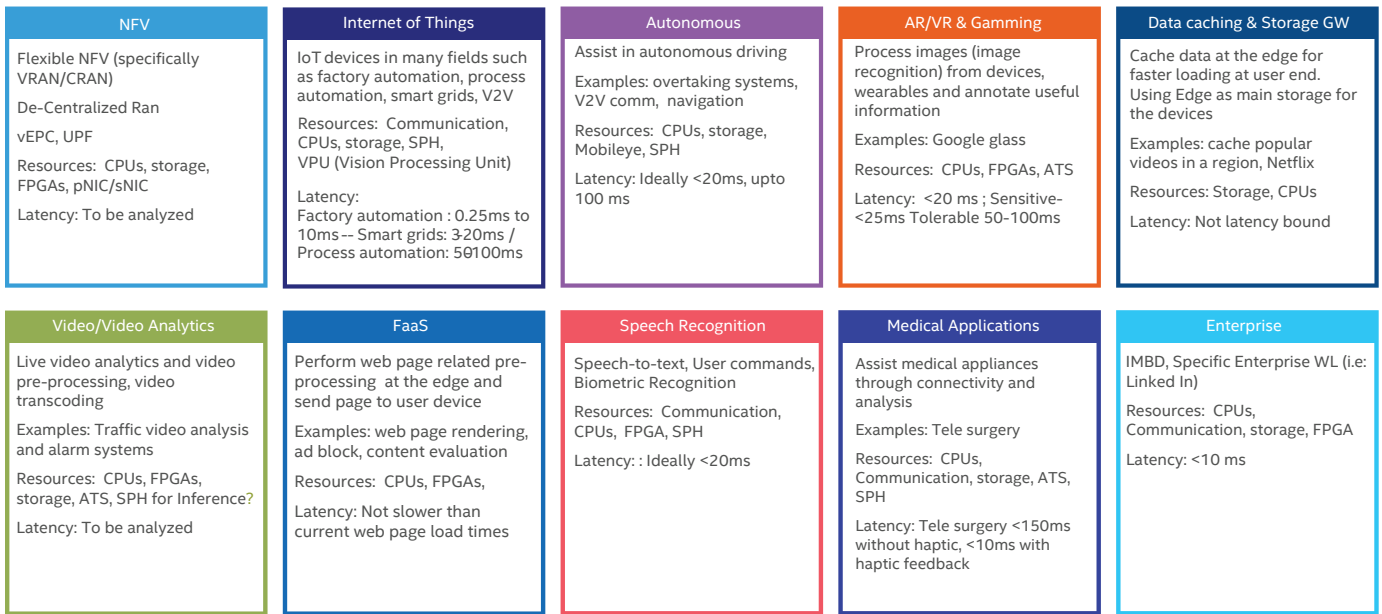 NFV
Flexible NFV (specifically
VRAN/CRAN)
De-Centralized Ran
vEPC, UPF
Resources: CPUs, storage,
FPGAs, pNIC/sNIC
Latency: To be analyzed
Internet of Things
IoT devices in many fields such
as factory automation, process
automation, smart grids, V2V
Resources: Communication,
CPUs, storage, SPH,
VPU (Vision Processing Unit)
Latency:
Factory automation : 0.25ms to
10ms -- Smart grids: 3-20ms /
Process automation: 50-100ms
Autonomous
Assist in autonomous driving
Examples: overtaking systems,
V2V comm, navigation
Resources: CPUs, storage,
Mobileye, SPH
Latency: Ideally <20ms, upto
100 ms
AR/VR & Gamming
Process images (image
recognition) from devices,
wearables and annotate useful
information
Examples: Google glass
Resources: CPUs, FPGAs, ATS
Latency: <20 ms ; Sensitive-
<25ms Tolerable 50-100ms
Data caching & Storage GW
Cache data at the edge for
faster loading at user end.
Using Edge as main storage for
the devices
Examples: cache popular
videos in a region, Netflix
Resources: Storage, CPUs
Latency: Not latency bound
Video/Video Analytics
Live video analytics and video
pre-processing, video
transcoding
Examples: Traffic video analysis
and alarm systems
Resources: CPUs, FPGAs,
storage, ATS, SPH for Inference?
Latency: To be analyzed
FaaS
Perform web page related pre-
processing at the edge and
send page to user device
Examples: web page rendering,
ad block, content evaluation
Resources: CPUs, FPGAs,
Latency: Not slower than
current web page load times
Speech Recognition
Speech-to-text, User commands,
Biometric Recognition
Resources: Communication,
CPUs, FPGA, SPH
Latency: : Ideally <20ms
Medical Applications
Assist medical appliances
through connectivity and
analysis
Examples: Tele surgery
Resources: CPUs,
Communication, storage, ATS,
SPH
Latency: Tele surgery <150ms
without haptic, <10ms with
haptic feedback
Enterprise
IMBD, Specific Enterprise WL (i.e:
Linked In)
Resources: CPUs,
Communication, storage, FPGA
Latency: <10 ms